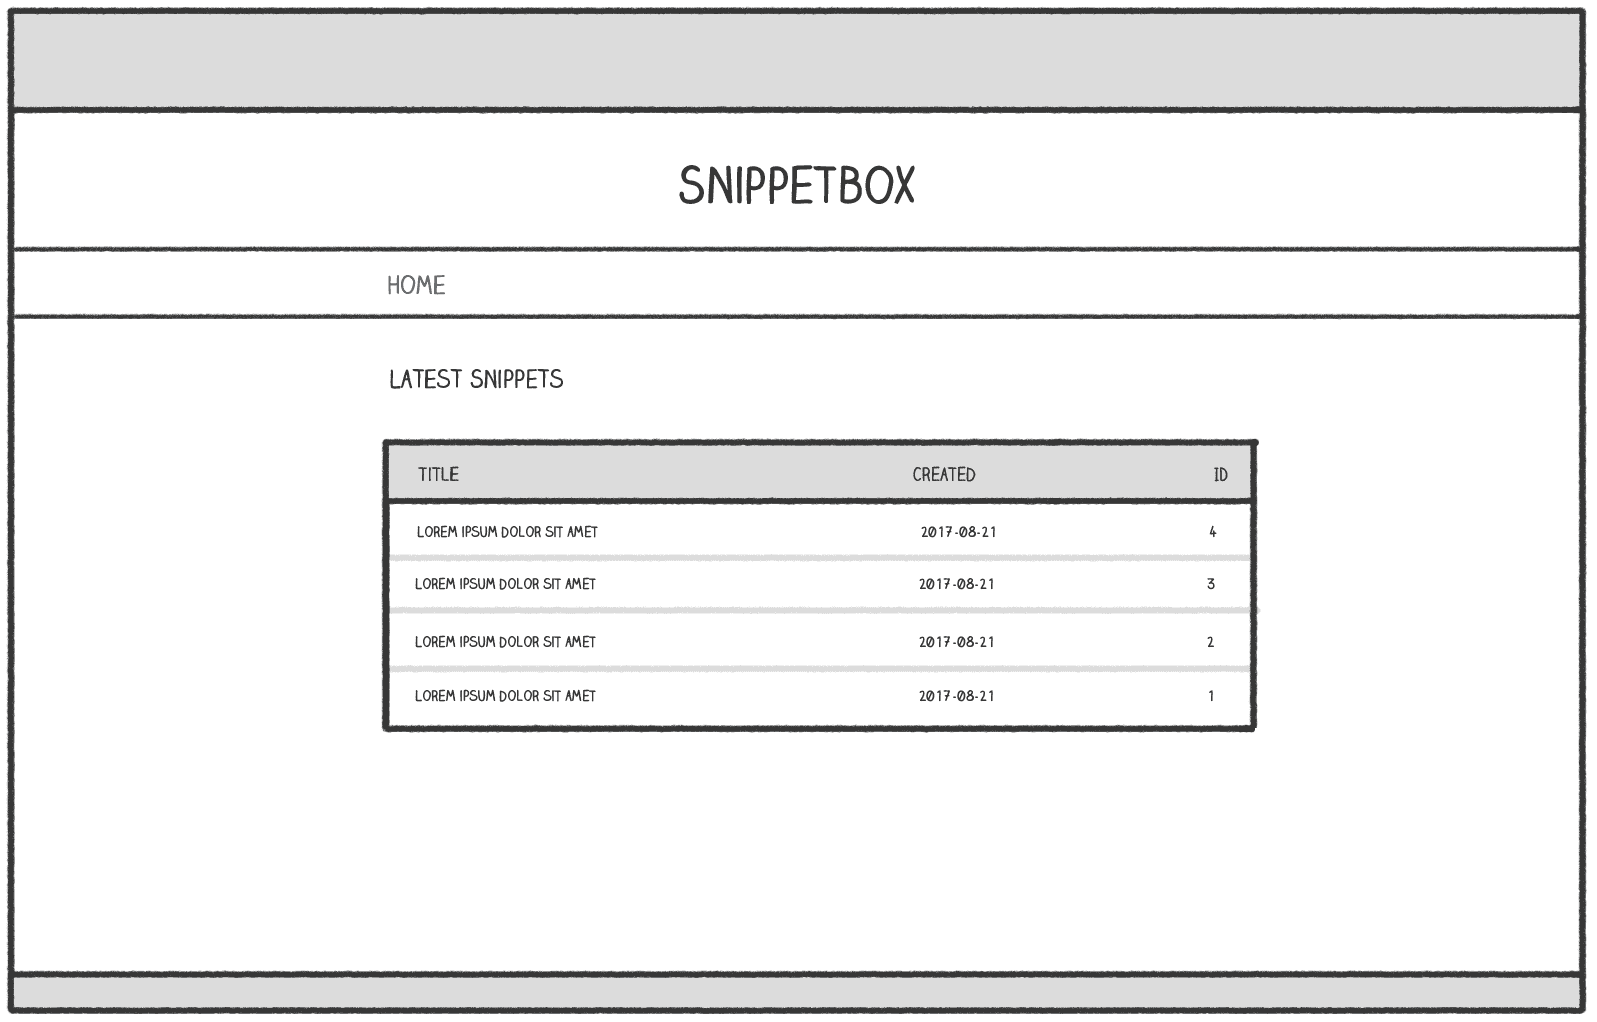 SNIPPETBOX
HOME
LATEST SNIPPETS
TITLE CREATED ID
LOREM IPSUM DOLOR SIT AMET 2017-08-21 4
LOREM IPSUM DOLOR SIT AMET 2017-08-21 3
LOREM IPSUM DOLOR SIT AMET 2017-08-21 2
LOREM IPSUM DOLOR SIT AMET 2017-08-21 1